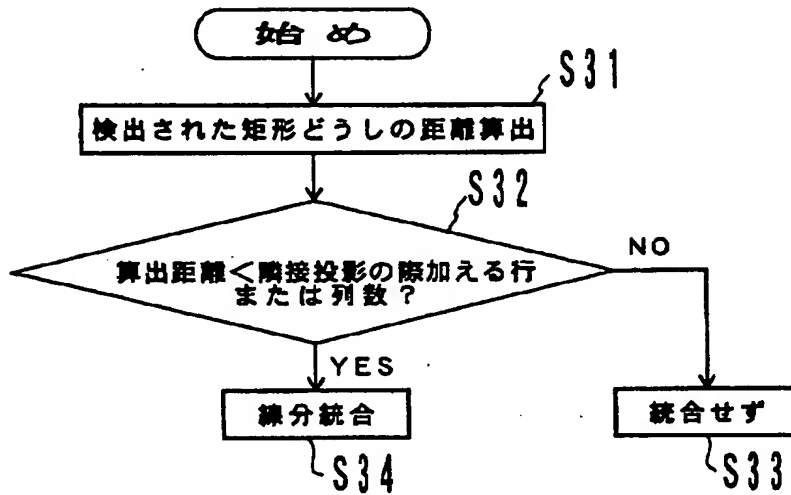 始め
S31
検出された矩形どうしの距離算出
S32
算出距離<隣接投影の際加える行
または列数?
NO
YES
線分統合
統合せず
S34
S33